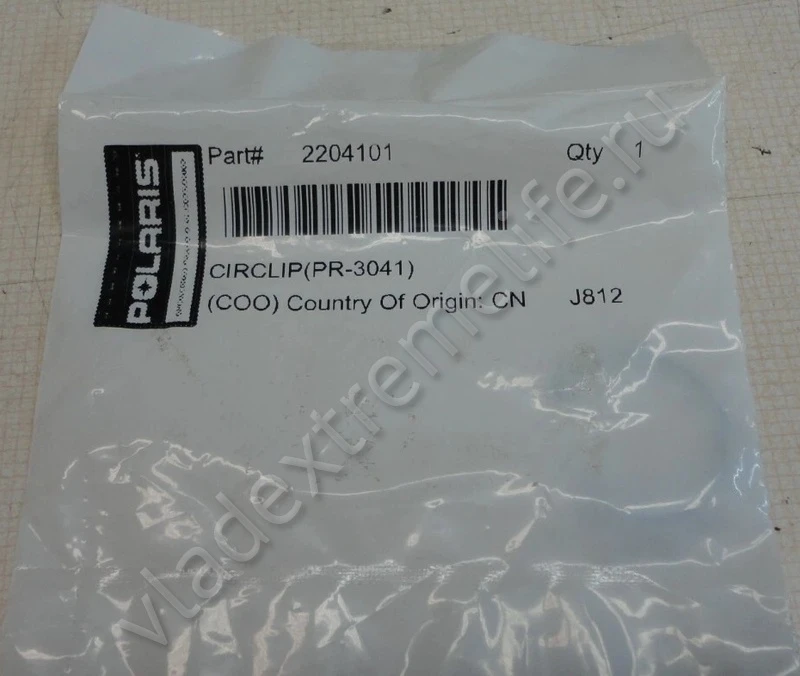 Part# 2204101 Qty 1
POLARIS
CIRCLIP(PR-3041)
(COO) Country Of Origin: CN J812
vladextremelife.ru